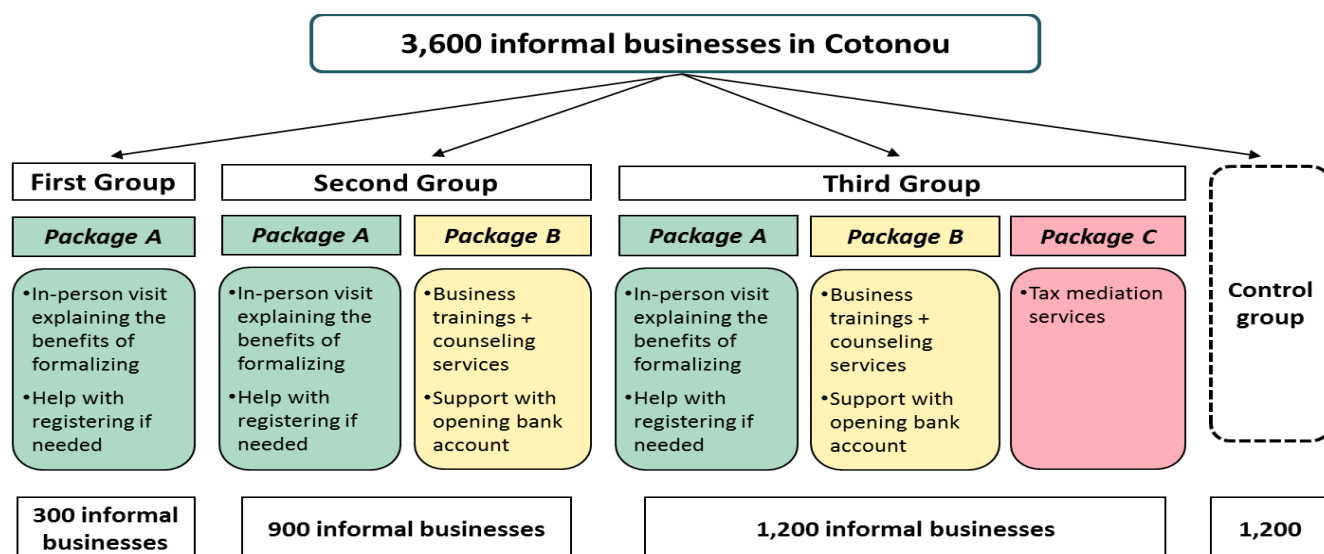 3,600 informal businesses in Cotonou
First Group
Second Group
Third Group
Package A
Package A
Package B
Package A
Package B
Package C
•In-person visit
explaining the
benefits of
formalizing
•Help with
registering if
needed
•In-person visit
explaining the
benefits of
formalizing
•Help with
registering if
needed
•Business
trainings +
counseling
services
•Support with
opening bank
account
•In-person visit
explaining the
benefits of
formalizing
•Help with
registering if
needed
•Business
trainings +
counseling
services
•Support with
opening bank
account
•Tax mediation
services
Control
group
300 informal
businesses
900 informal businesses
1,200 informal businesses
1,200